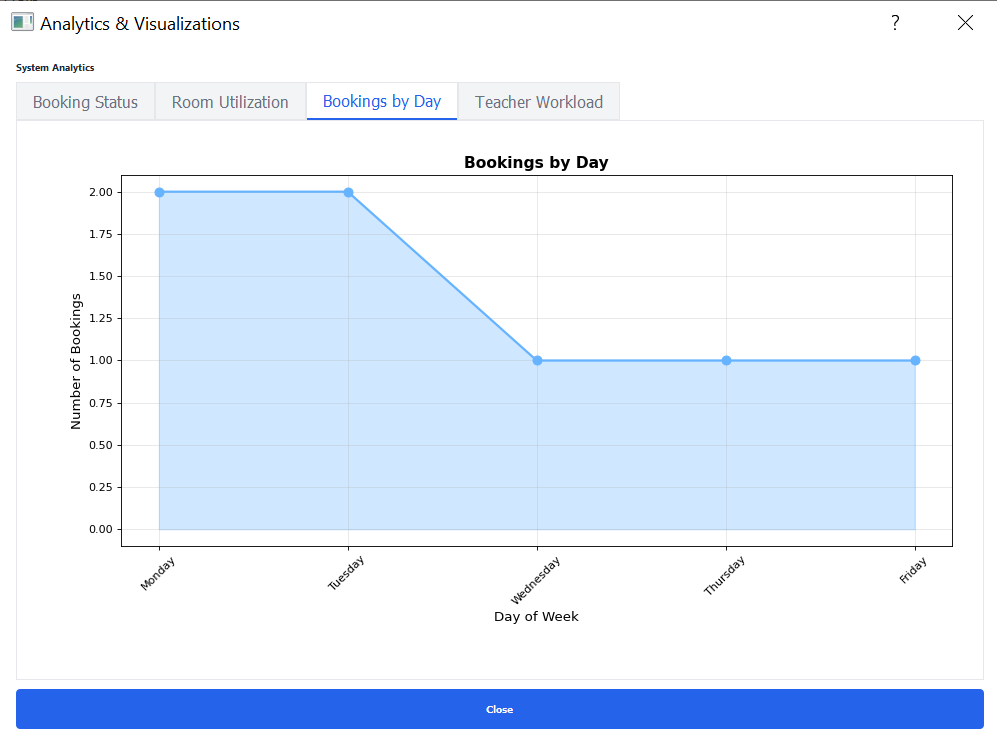 Analytics & Visualizations
?
System Analytics
Booking Status
Room Utilization
Bookings by Day
Teacher Workload
Bookings by Day
Number of Bookings
2.00
1.75
1.50
1.25
1.00
0.75
0.50
0.25
0.00
Monday
Tuesday
Wednesday
Thursday
Friday
Day of Week
Close